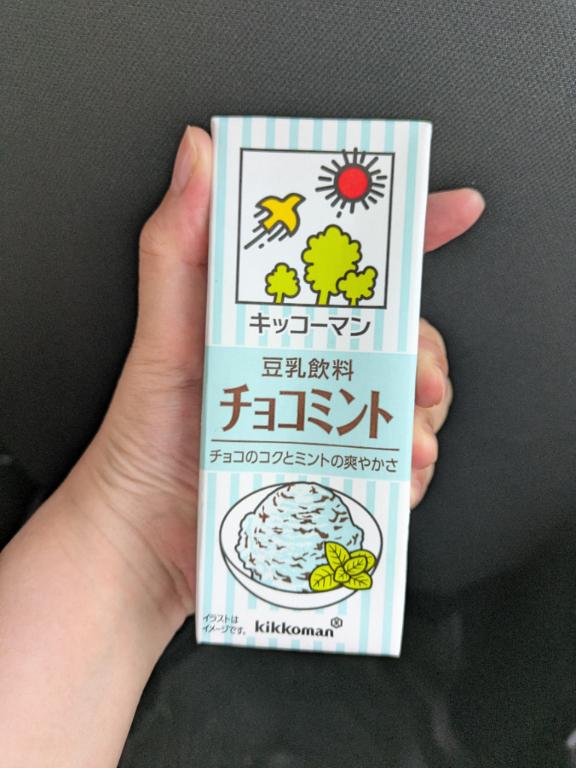 キッコーマン
豆乳飲料
チョコミント
チョコのコクとミントの爽やかさ
イラストは
イメージです。
kikkoman®